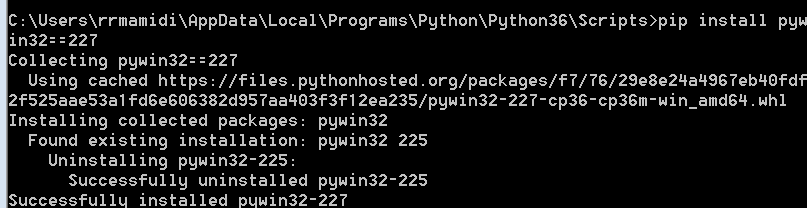 C:\Users\rrmamidi\AppData\Local\Programs\Python\Python36\Scripts>pip install pyw
in32==227
Collecting pywin32==227
  Using cached https://files.pythonhosted.org/packages/f7/76/29e8e24a4967eb40fdf
2f525aae53a1fd6e606382d957aa403f3f12ea235/pywin32-227-cp36-cp36m-win_amd64.whl
Installing collected packages: pywin32
  Found existing installation: pywin32 225
    Uninstalling pywin32-225:
      Successfully uninstalled pywin32-225
Successfully installed pywin32-227